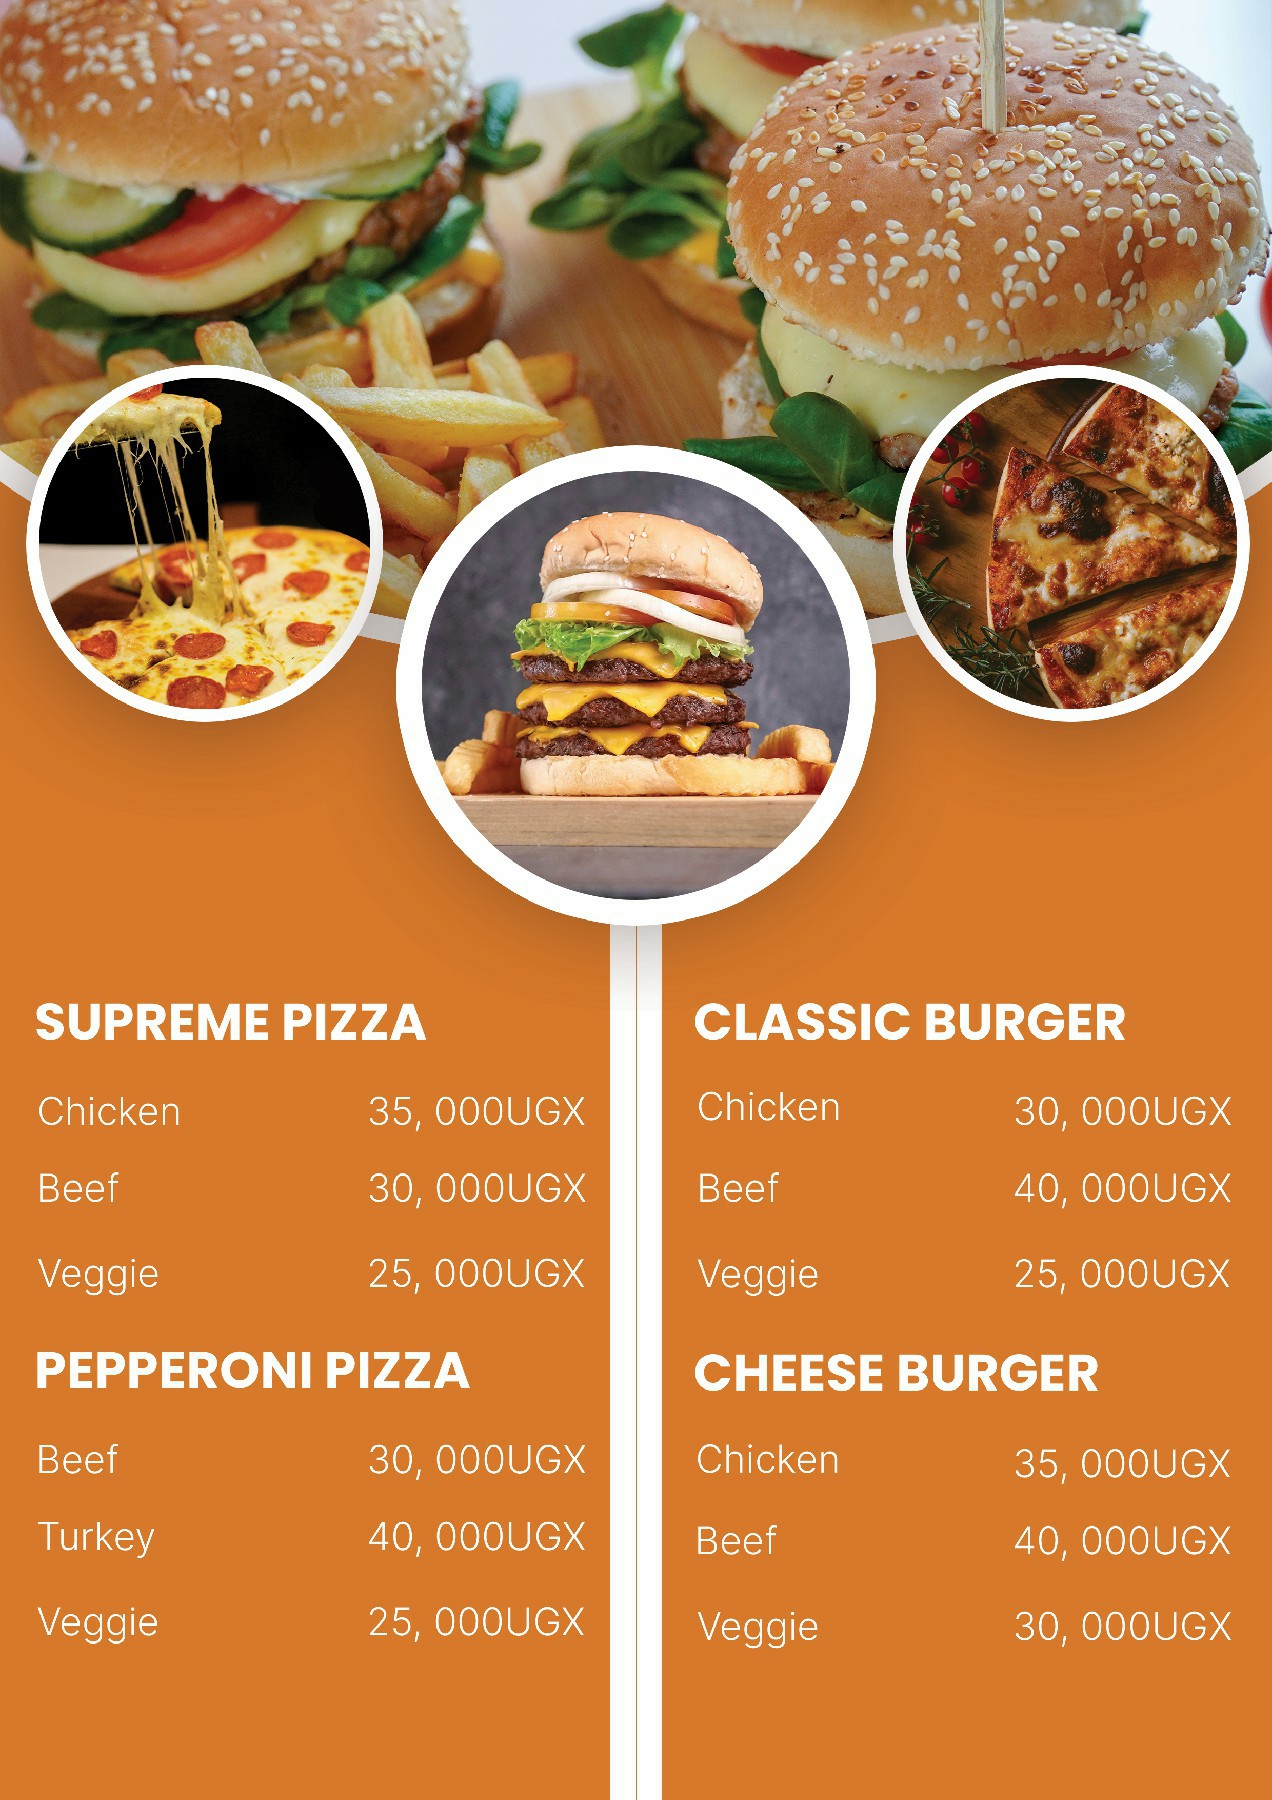 SUPREME PIZZA
Chicken 35, 000UGX
Beef 30, 000UGX
Veggie 25, 000UGX
PEPPERONI PIZZA
Beef 30, 000UGX
Turkey 40, 000UGX
Veggie 25, 000UGX
CLASSIC BURGER
Chicken 30, 000UGX
Beef 40, 000UGX
Veggie 25, 000UGX
CHEESE BURGER
Chicken 35, 000UGX
Beef 40, 000UGX
Veggie 30, 000UGX